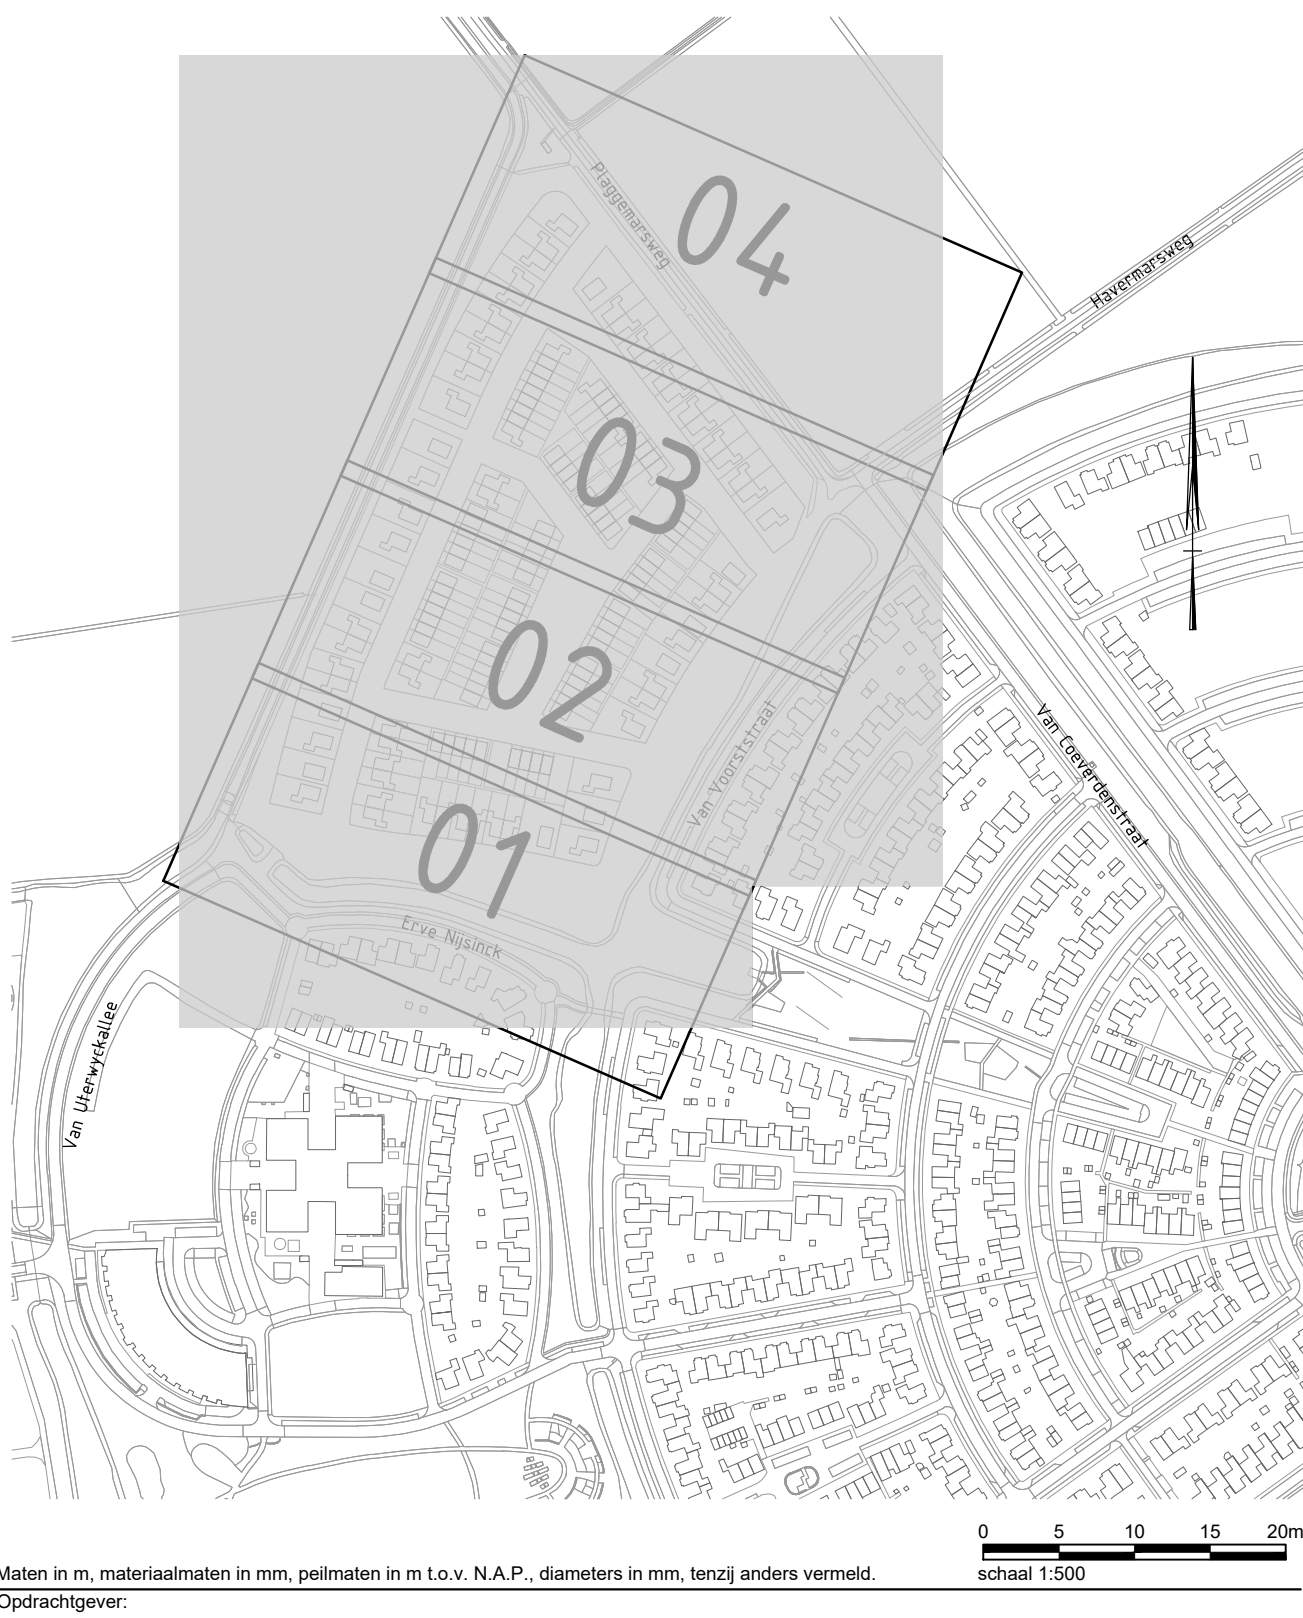 04
Plaggemarsweg
Havermarsweg
03
02
Van Voorststraat
Van Coeverdenstraat
01
Erve Nijsinck
Van Uterwyckallee
0 5 10 15 20m
Maten in m, materiaalmaten in mm, peilmaten in m t.o.v. N.A.P., diameters in mm, tenzij anders vermeld.
schaal 1:500
Opdrachtgever: